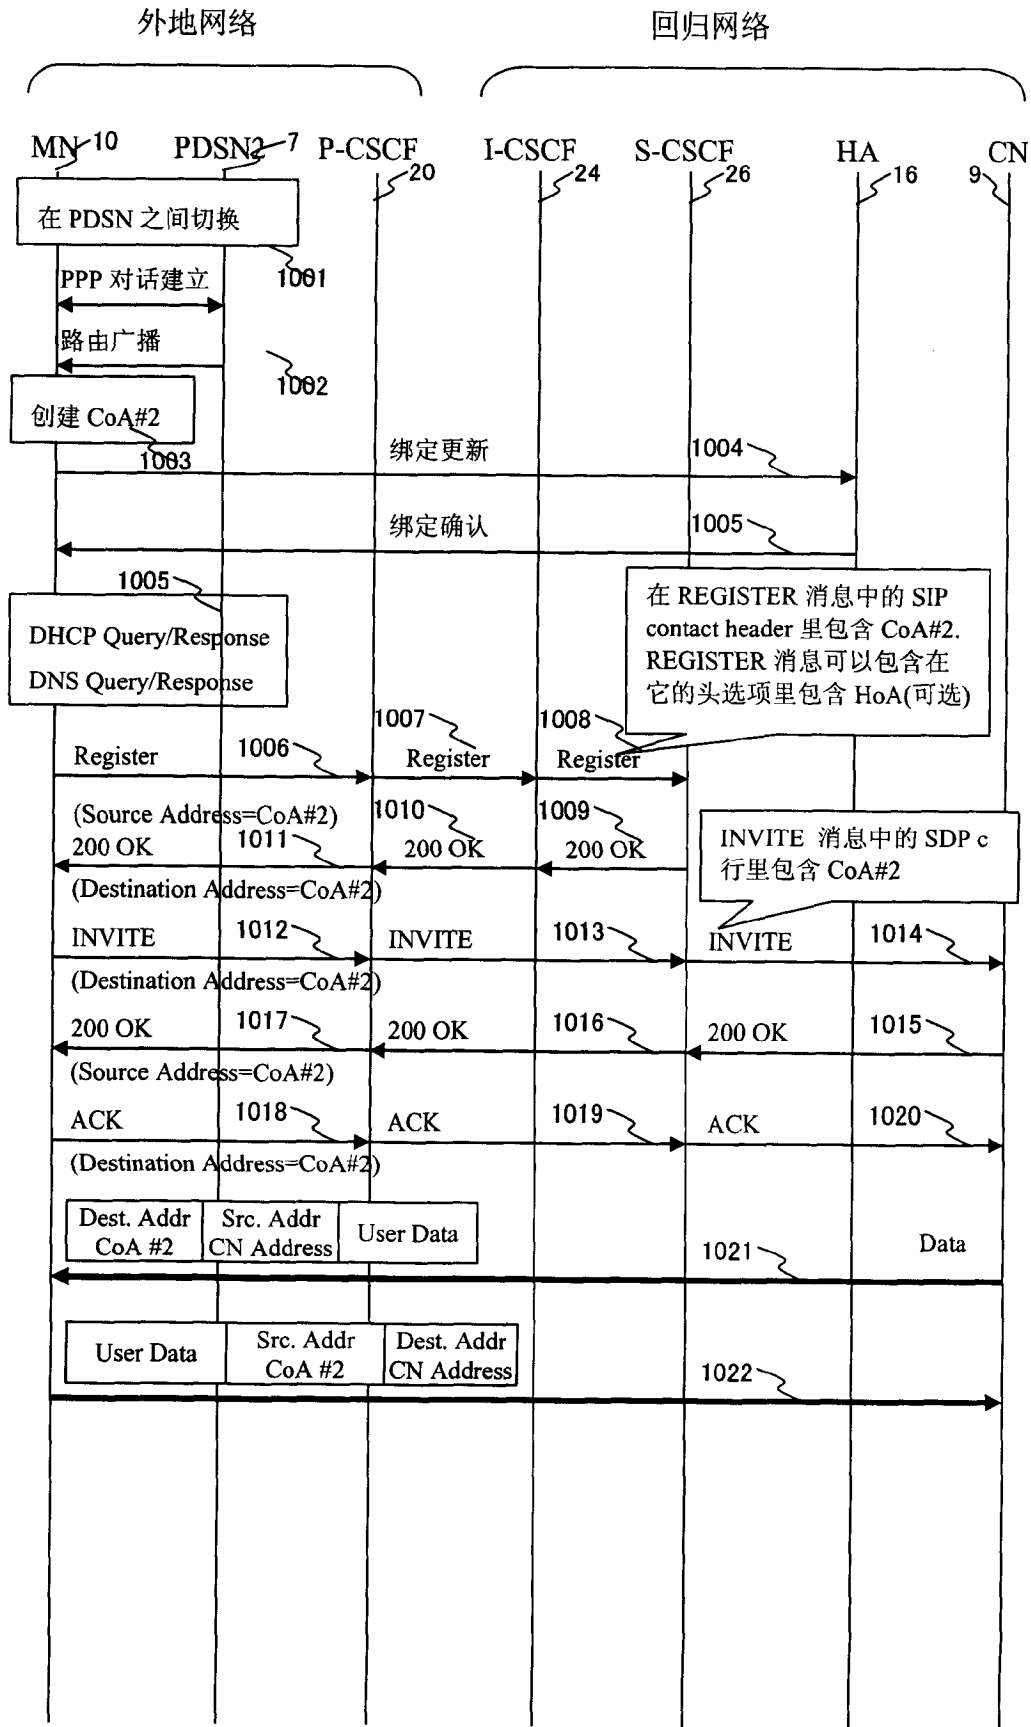 外地网络
回归网络
MN 10
PDSN2 7
P-CSCF 20
I-CSCF 24
S-CSCF 26
HA 16
CN 9
在 PDSN 之间切换
1001
PPP 对话建立
路由广播
1002
创建 CoA#2
1003
绑定更新
1004
绑定确认
1005
1005
DHCP Query/Response
DNS Query/Response
在 REGISTER 消息中的 SIP
contact header 里包含 CoA#2.
REGISTER 消息可以包含在
它的头选项里包含 HoA(可选)
Register
1006
1007
Register
1008
Register
(Source Address=CoA#2)
200 OK
1011
1010
200 OK
1009
200 OK
(Destination Address=CoA#2)
INVITE 消息中的 SDP c
行里包含 CoA#2
INVITE
1012
INVITE
1013
INVITE
1014
(Destination Address=CoA#2)
200 OK
1017
200 OK
1016
200 OK
1015
(Source Address=CoA#2)
ACK
1018
ACK
1019
ACK
1020
(Destination Address=CoA#2)
Dest. Addr
CoA #2
Src. Addr
CN Address
User Data
1021
Data
User Data
Src. Addr
CoA #2
Dest. Addr
CN Address
1022